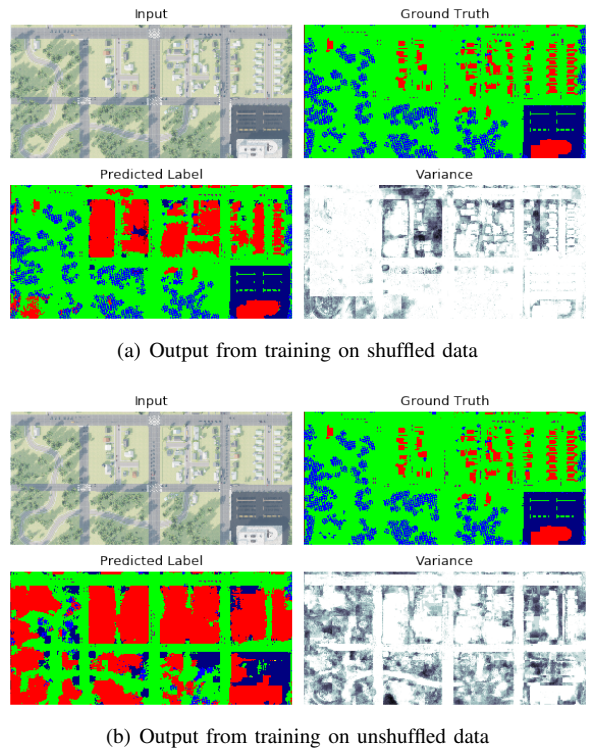 Input
Ground Truth
Predicted Label
Variance
(a) Output from training on shuffled data
Input
Ground Truth
Predicted Label
Variance
(b) Output from training on unshuffled data